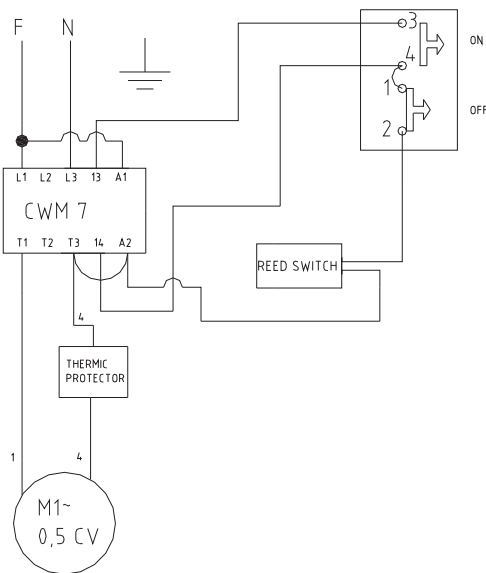 F N
3
ON
4
1
OFF
2
L1 L2 L3 13 A1
CWM 7
T1 T2 T3 14 A2
REED SWITCH
4
THERMIC
PROTECTOR
1 4
M1~
0,5 CV